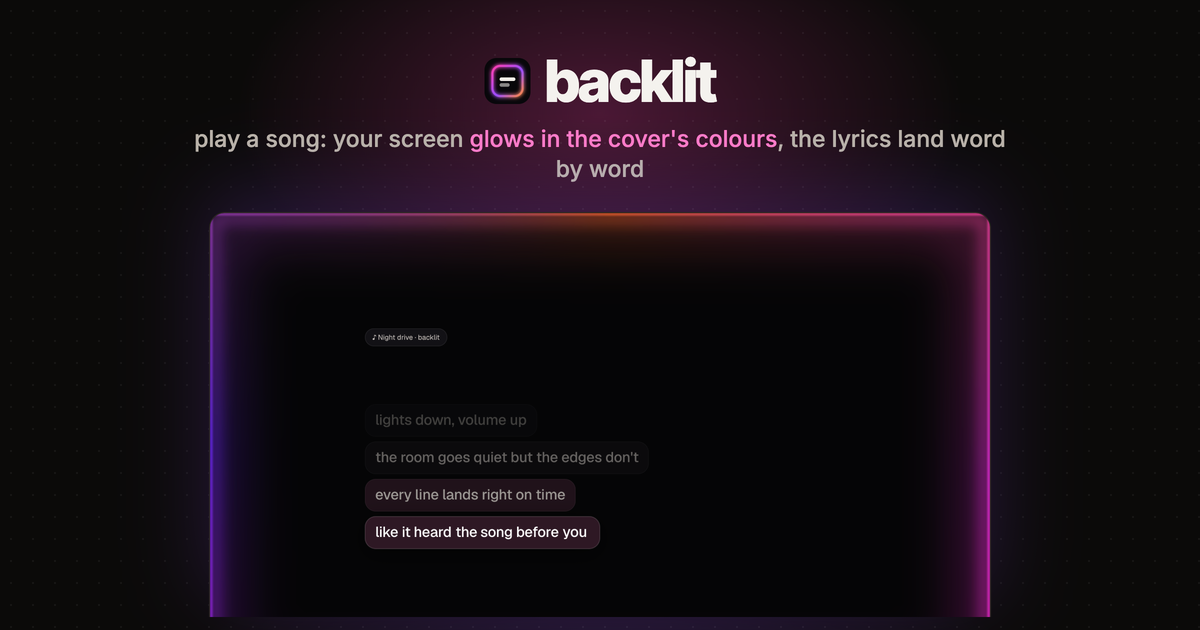 backlit
play a song: your screen glows in the cover's colours, the lyrics land word
by word
♪ Night drive · backlit
lights down, volume up
the room goes quiet but the edges don't
every line lands right on time
like it heard the song before you